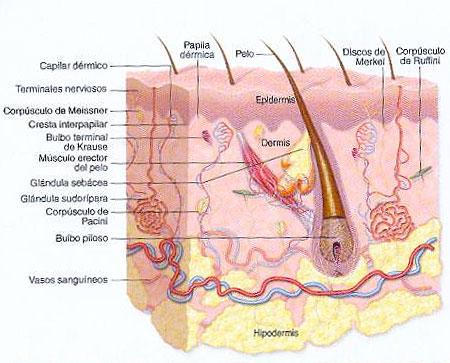 Papila
dérmica
Pelo
Discos de
Merkel
Corpúsculo
de Ruffini
Capilar dérmico
Terminales nerviosos
Corpúsculo de Meissner
Cresta interpapilar
Bulbo terminal
de Krause
Músculo erector
del pelo
Glándula sebácea
Glándula sudorípara
Corpúsculo de
Pacini
Bulbo piloso
Vasos sanguíneos
Epidermis
Dermis
Hipodermis